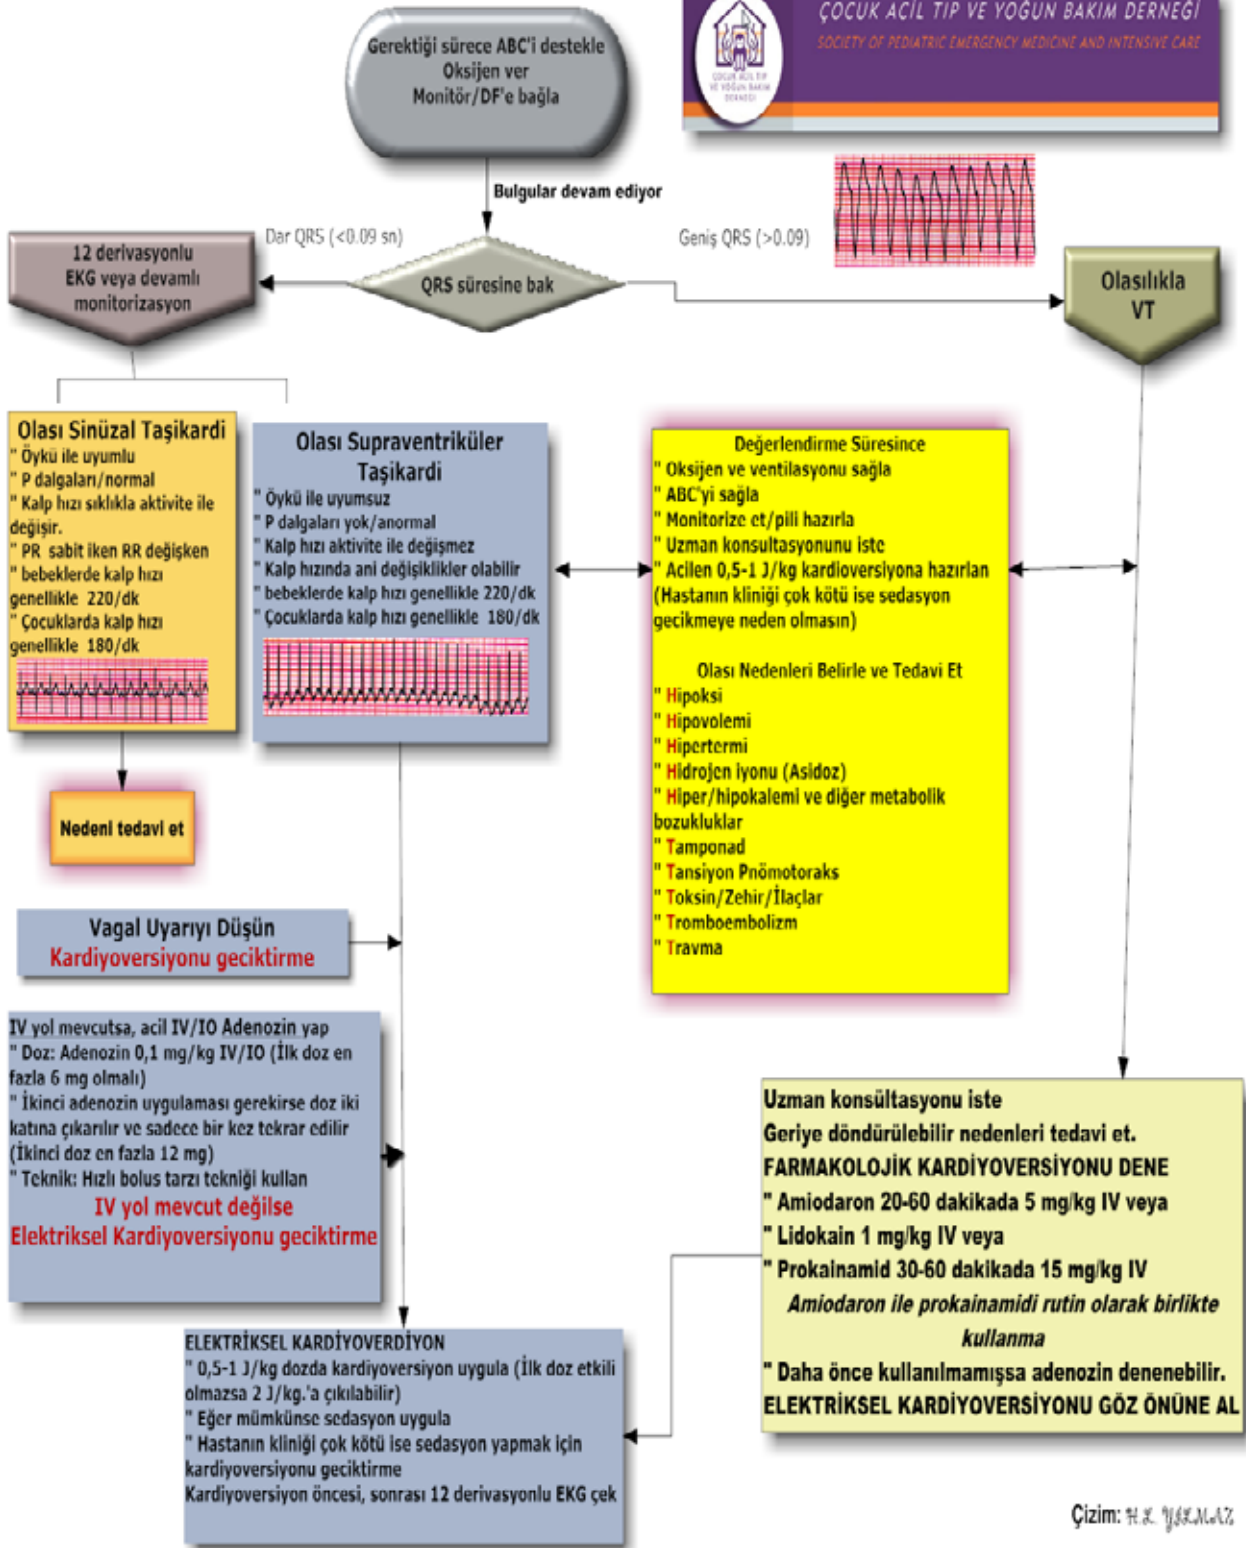 ÇOCUK ACİL TIP VE YOĞUN BAKIM DERNEĞİ
SOCIETY OF PEDIATRIC EMERGENCY MEDICINE AND INTENSIVE CARE
ÇOCUK ACİL TIP
VE YOĞUN BAKIM
DERNEĞİ
Gerektiği sürece ABC'i destekle
Oksijen ver
Monitör/DF'e bağla
Bulgular devam ediyor
Dar QRS (<0.09 sn)
Geniş QRS (>0.09)
12 derivasyonlu
EKG veya devamlı
monitorizasyon
QRS süresine bak
Olasılıkla
VT
Olası Sinüzal Taşikardi
" Öykü ile uyumlu
" P dalgaları/normal
" Kalp hızı sıklıkla aktivite ile
değişir.
" PR sabit iken RR değişken
" bebeklerde kalp hızı
genellikle 220/dk
" Çocuklarda kalp hızı
genellikle 180/dk
Olası Supraventriküler
Taşikardi
" Öykü ile uyumsuz
" P dalgaları yok/anormal
" Kalp hızı aktivite ile değişmez
" Kalp hızında ani değişiklikler olabilir
" bebeklerde kalp hızı genellikle 220/dk
" Çocuklarda kalp hızı genellikle 180/dk
Değerlendirme Süresince
" Oksijen ve ventilasyonu sağla
" ABC'yi sağla
" Monitorize et/pili hazırla
" Uzman konsultasyonunu iste
" Acilen 0,5-1 J/kg kardioversiyona hazırlan
(Hastanın kliniği çok kötü ise sedasyon
gecikmeye neden olmasın)
Olası Nedenleri Belirle ve Tedavi Et
" Hipoksi
" Hipovolemi
" Hipertermi
" Hidrojen iyonu (Asidoz)
" Hiper/hipokalemi ve diğer metabolik
bozukluklar
" Tamponad
" Tansiyon Pnömotoraks
" Toksin/Zehir/İlaçlar
" Tromboembolizm
" Travma
Nedeni tedavi et
Vagal Uyarıyı Düşün
Kardiyoversiyonu geciktirme
IV yol mevcutsa, acil IV/IO Adenozin yap
" Doz: Adenozin 0,1 mg/kg IV/IO (İlk doz en
fazla 6 mg olmalı)
" İkinci adenozin uygulaması gerekirse doz iki
katına çıkarılır ve sadece bir kez tekrar edilir
(İkinci doz en fazla 12 mg)
" Teknik: Hızlı bolus tarzı tekniği kullan
IV yol mevcut değilse
Elektriksel Kardiyoversiyonu geciktirme
Uzman konsültasyonu iste
Geriye döndürülebilir nedenleri tedavi et.
FARMAKOLOJİK KARDİYOVERSİYONU DENE
" Amiodaron 20-60 dakikada 5 mg/kg IV veya
" Lidokain 1 mg/kg IV veya
" Prokainamid 30-60 dakikada 15 mg/kg IV
Amiodaron ile prokainamidi rutin olarak birlikte
kullanma
" Daha önce kullanılmamışsa adenozin denenebilir.
ELEKTRİKSEL KARDİYOVERSİYONU GÖZ ÖNÜNE AL
ELEKTRİKSEL KARDİYOVERDİYON
" 0,5-1 J/kg dozda kardiyoversiyon uygula (İlk doz etkili
olmazsa 2 J/kg.'a çıkılabilir)
" Eğer mümkünse sedasyon uygula
" Hastanın kliniği çok kötü ise sedasyon yapmak için
kardiyoversiyonu geciktirme
Kardiyoversiyon öncesi, sonrası 12 derivasyonlu EKG çek
Çizim: H.L. YILMAZ